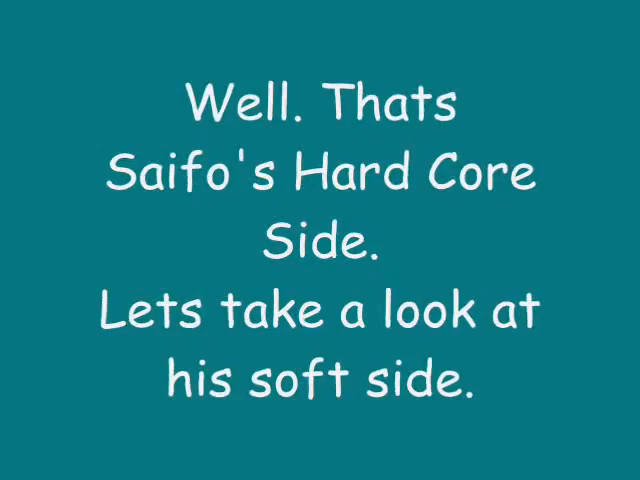 Well. Thats
Saifo's Hard Core
Side.
Lets take a look at
his soft side.